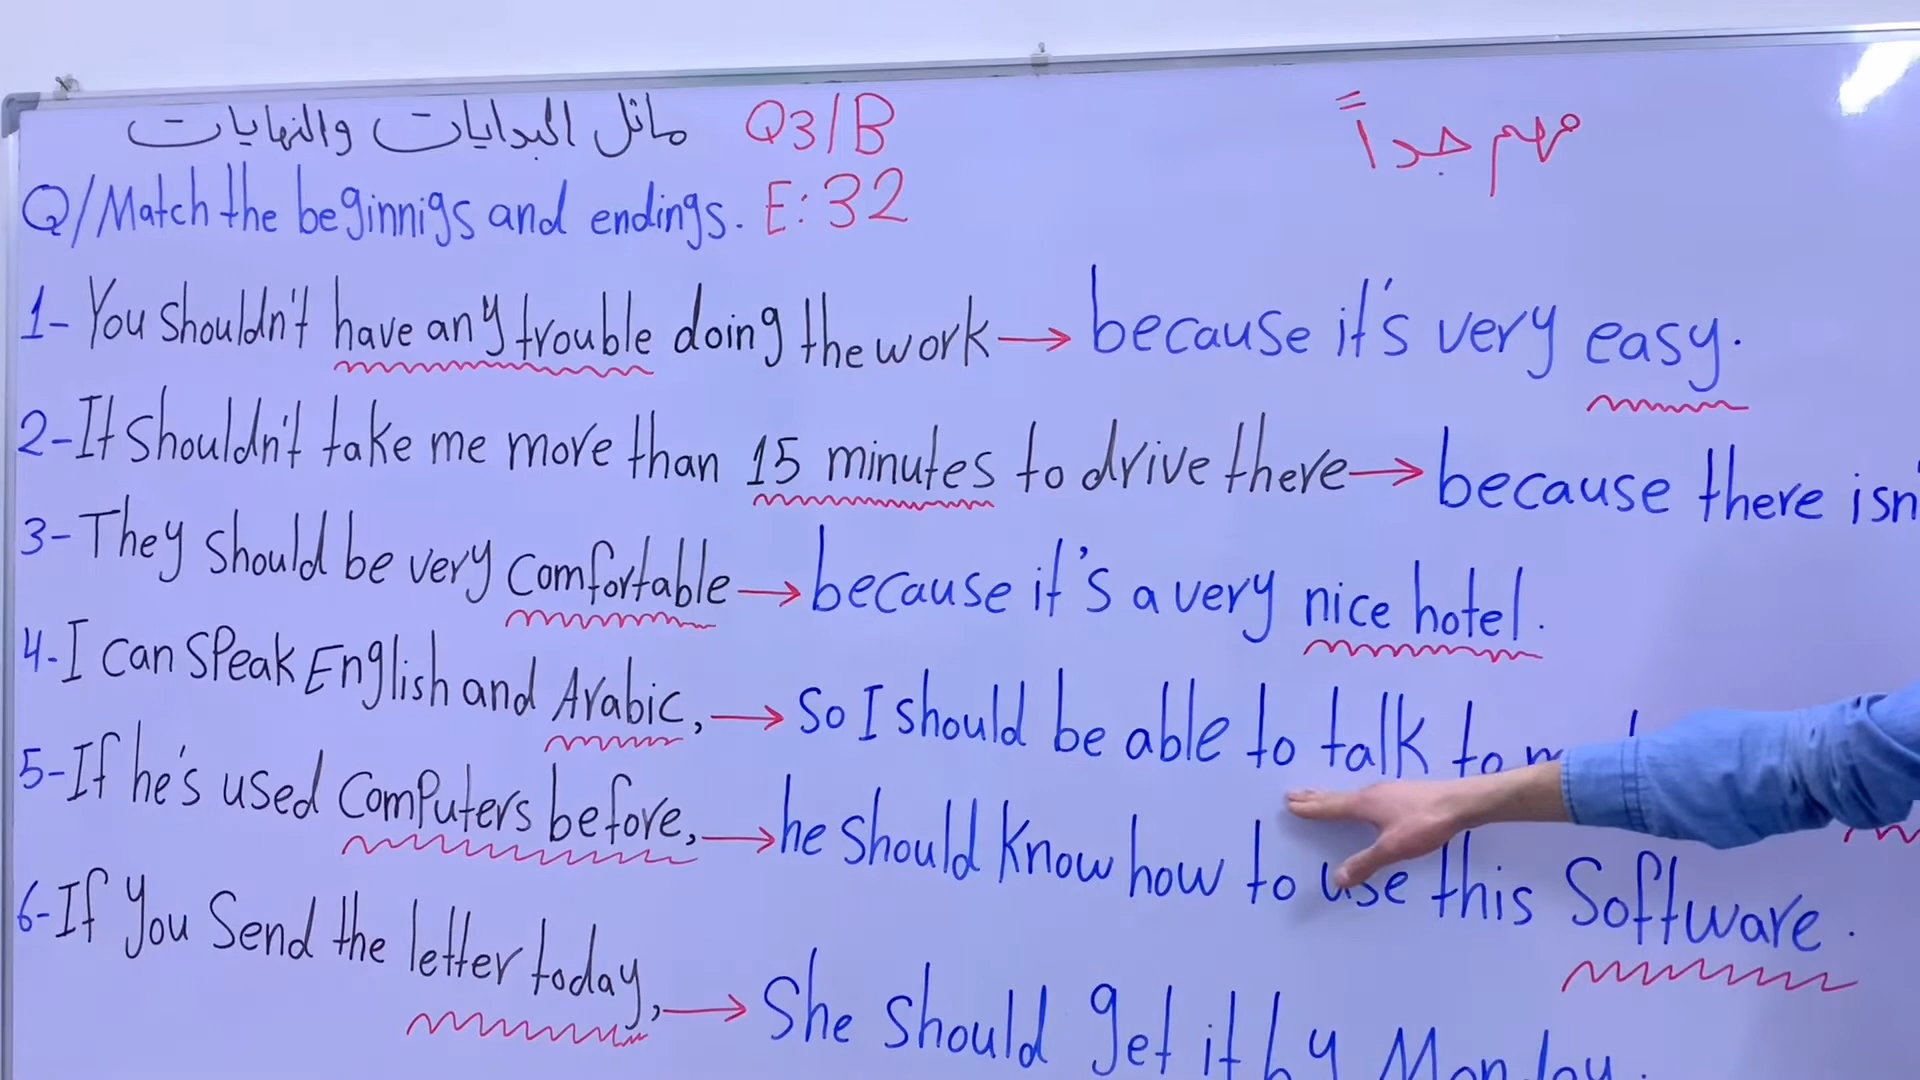 ماتل البدايات والنهايات Q3/B
مهم جداً
Q/Match the beginnigs and endings. E: 32
1- You shouldn't have any trouble doing the work → because it's very easy.
2- It shouldn't take me more than 15 minutes to drive there → because there isn'
3- They should be very comfortable → because it's a very nice hotel.
4- I can speak English and Arabic, → So I should be able to talk to
5- If he's used computers before, → he should know how to use this software.
6- If you send the letter today, → She should get it by Monday.